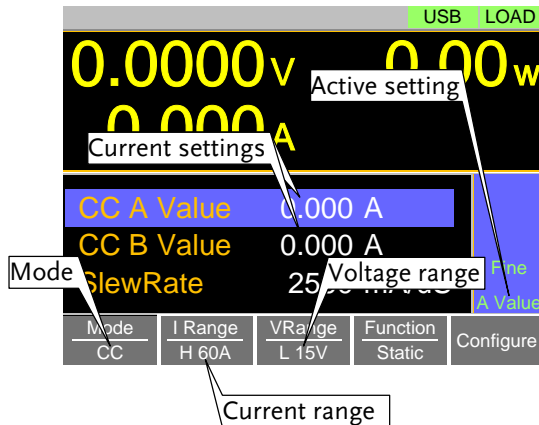 USB LOAD
0.0000 V 0.00 W
Active setting
0.000 A
Current settings
CC A Value 0.000 A
CC B Value 0.000 A
Mode
Voltage range
Fine
SlewRate
A Value
Mode I Range VRange Function Configure
CC H 60A L 15V Static
Current range